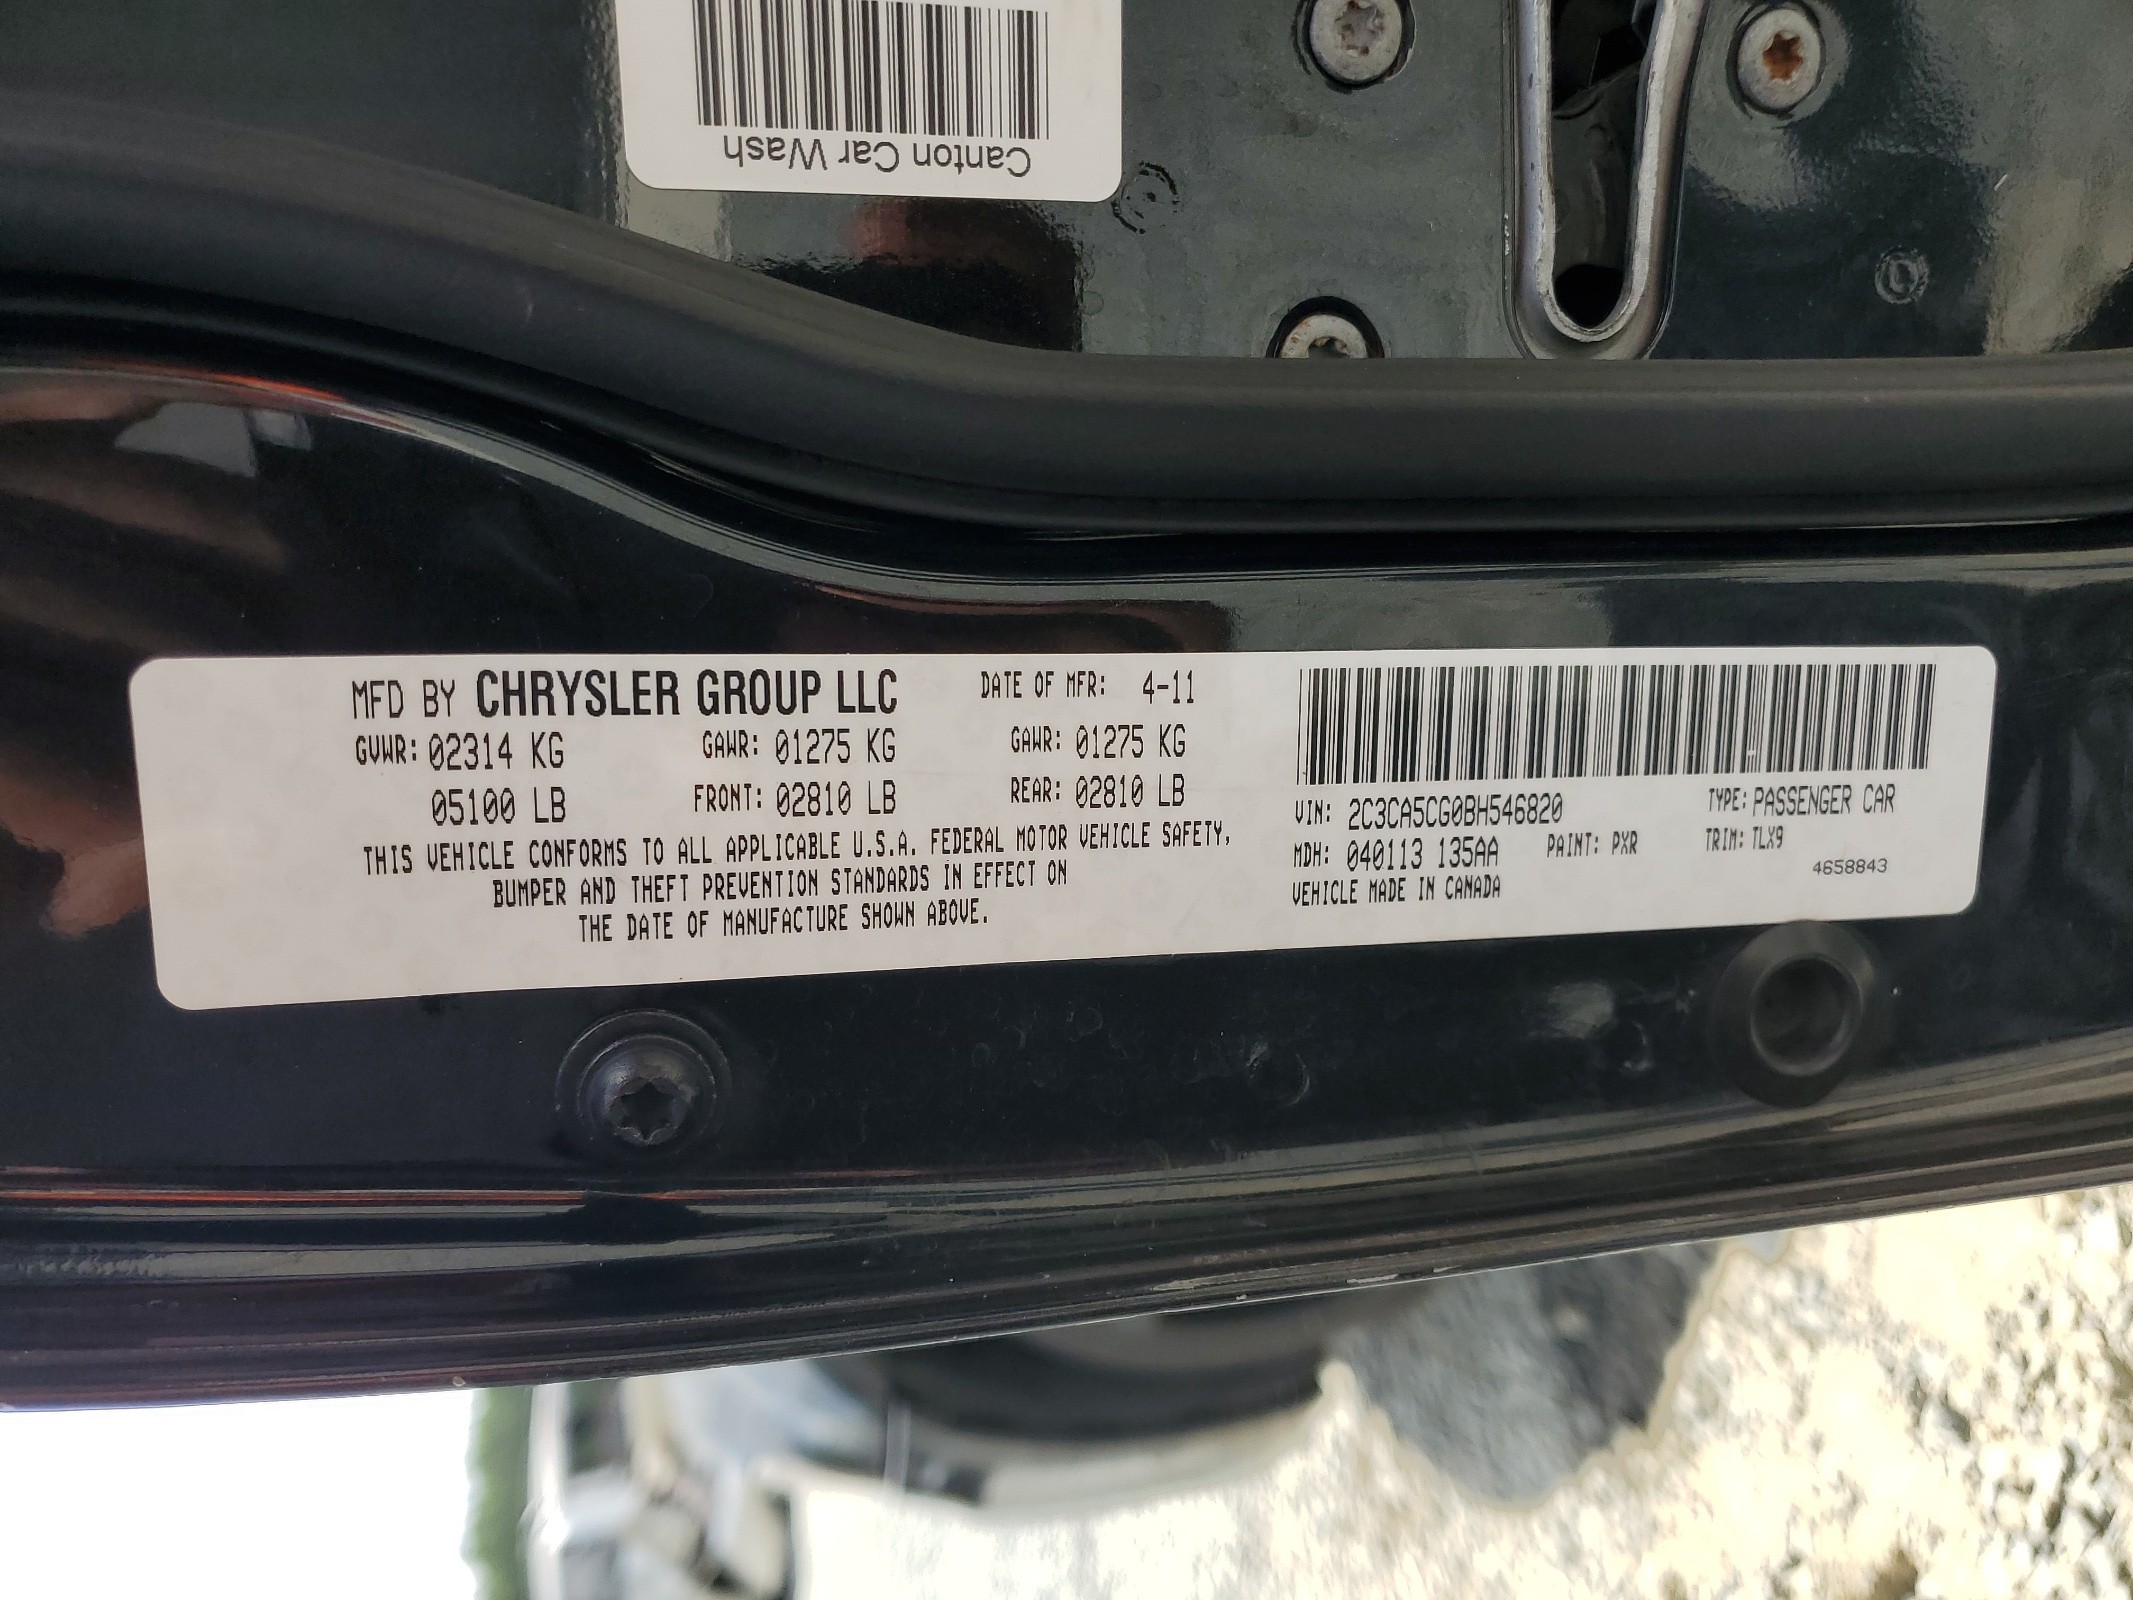 Canton Car Wash
MFD BY CHRYSLER GROUP LLC DATE OF MFR: 4-11
GVWR: 02314 KG GAWR: 01275 KG GAWR: 01275 KG
05100 LB FRONT: 02810 LB REAR: 02810 LB
THIS VEHICLE CONFORMS TO ALL APPLICABLE U.S.A. FEDERAL MOTOR VEHICLE SAFETY,
BUMPER AND THEFT PREVENTION STANDARDS IN EFFECT ON
THE DATE OF MANUFACTURE SHOWN ABOVE.
VIN: 2C3CA5CG0BH546820 TYPE: PASSENGER CAR
MDH: 040113 135AA PAINT: PXR TRIM: TLX9
VEHICLE MADE IN CANADA 4658843